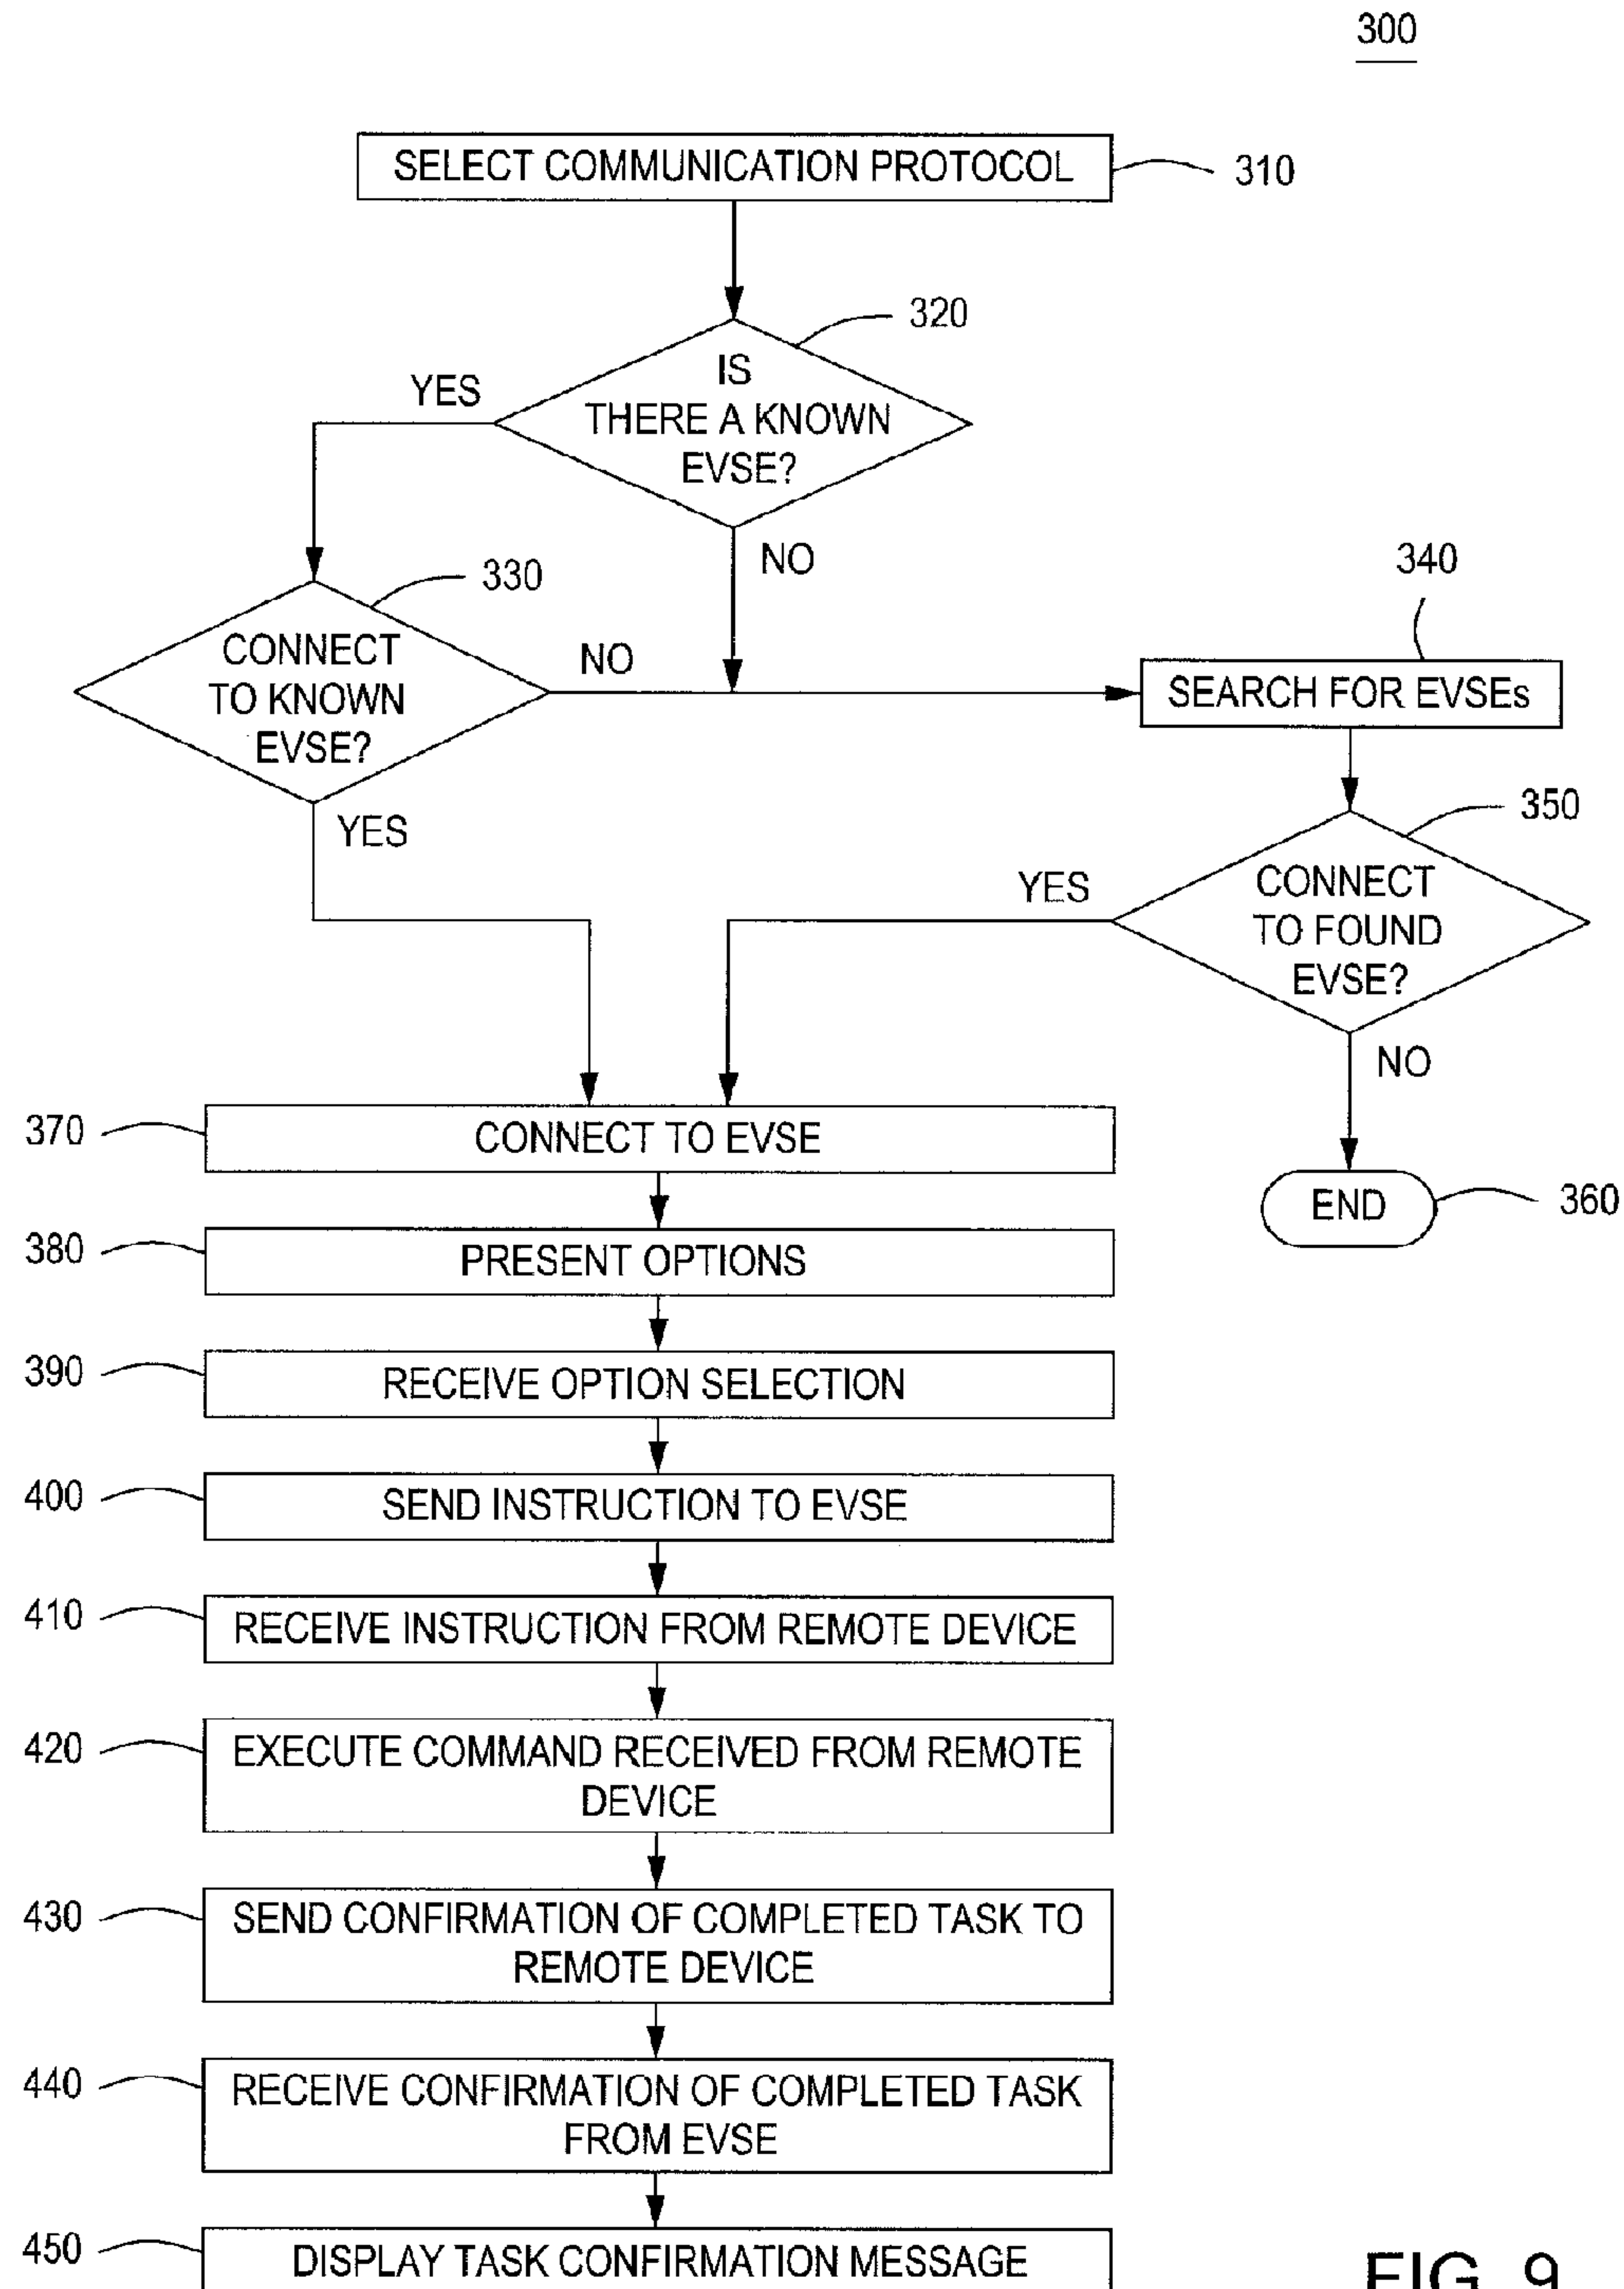 300
SELECT COMMUNICATION PROTOCOL
310
320
IS
THERE A KNOWN
EVSE?
YES
NO
330
CONNECT
TO KNOWN
EVSE?
NO
YES
340
SEARCH FOR EVSEs
350
CONNECT
TO FOUND
EVSE?
YES
NO
END
360
370
CONNECT TO EVSE
380
PRESENT OPTIONS
390
RECEIVE OPTION SELECTION
400
SEND INSTRUCTION TO EVSE
410
RECEIVE INSTRUCTION FROM REMOTE DEVICE
420
EXECUTE COMMAND RECEIVED FROM REMOTE
DEVICE
430
SEND CONFIRMATION OF COMPLETED TASK TO
REMOTE DEVICE
440
RECEIVE CONFIRMATION OF COMPLETED TASK
FROM EVSE
450
DISPLAY TASK CONFIRMATION MESSAGE
FIG. 9